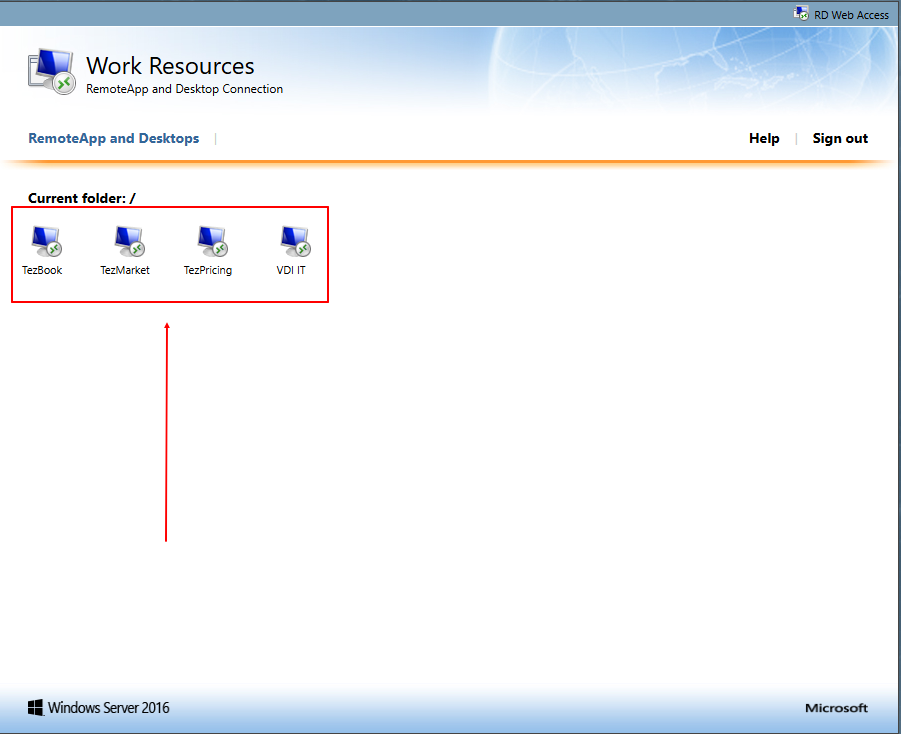 RD Web Access
Work Resources
RemoteApp and Desktop Connection
RemoteApp and Desktops
Help
Sign out
Current folder: /
TezBook
TezMarket
TezPricing
VDI IT
Windows Server 2016
Microsoft